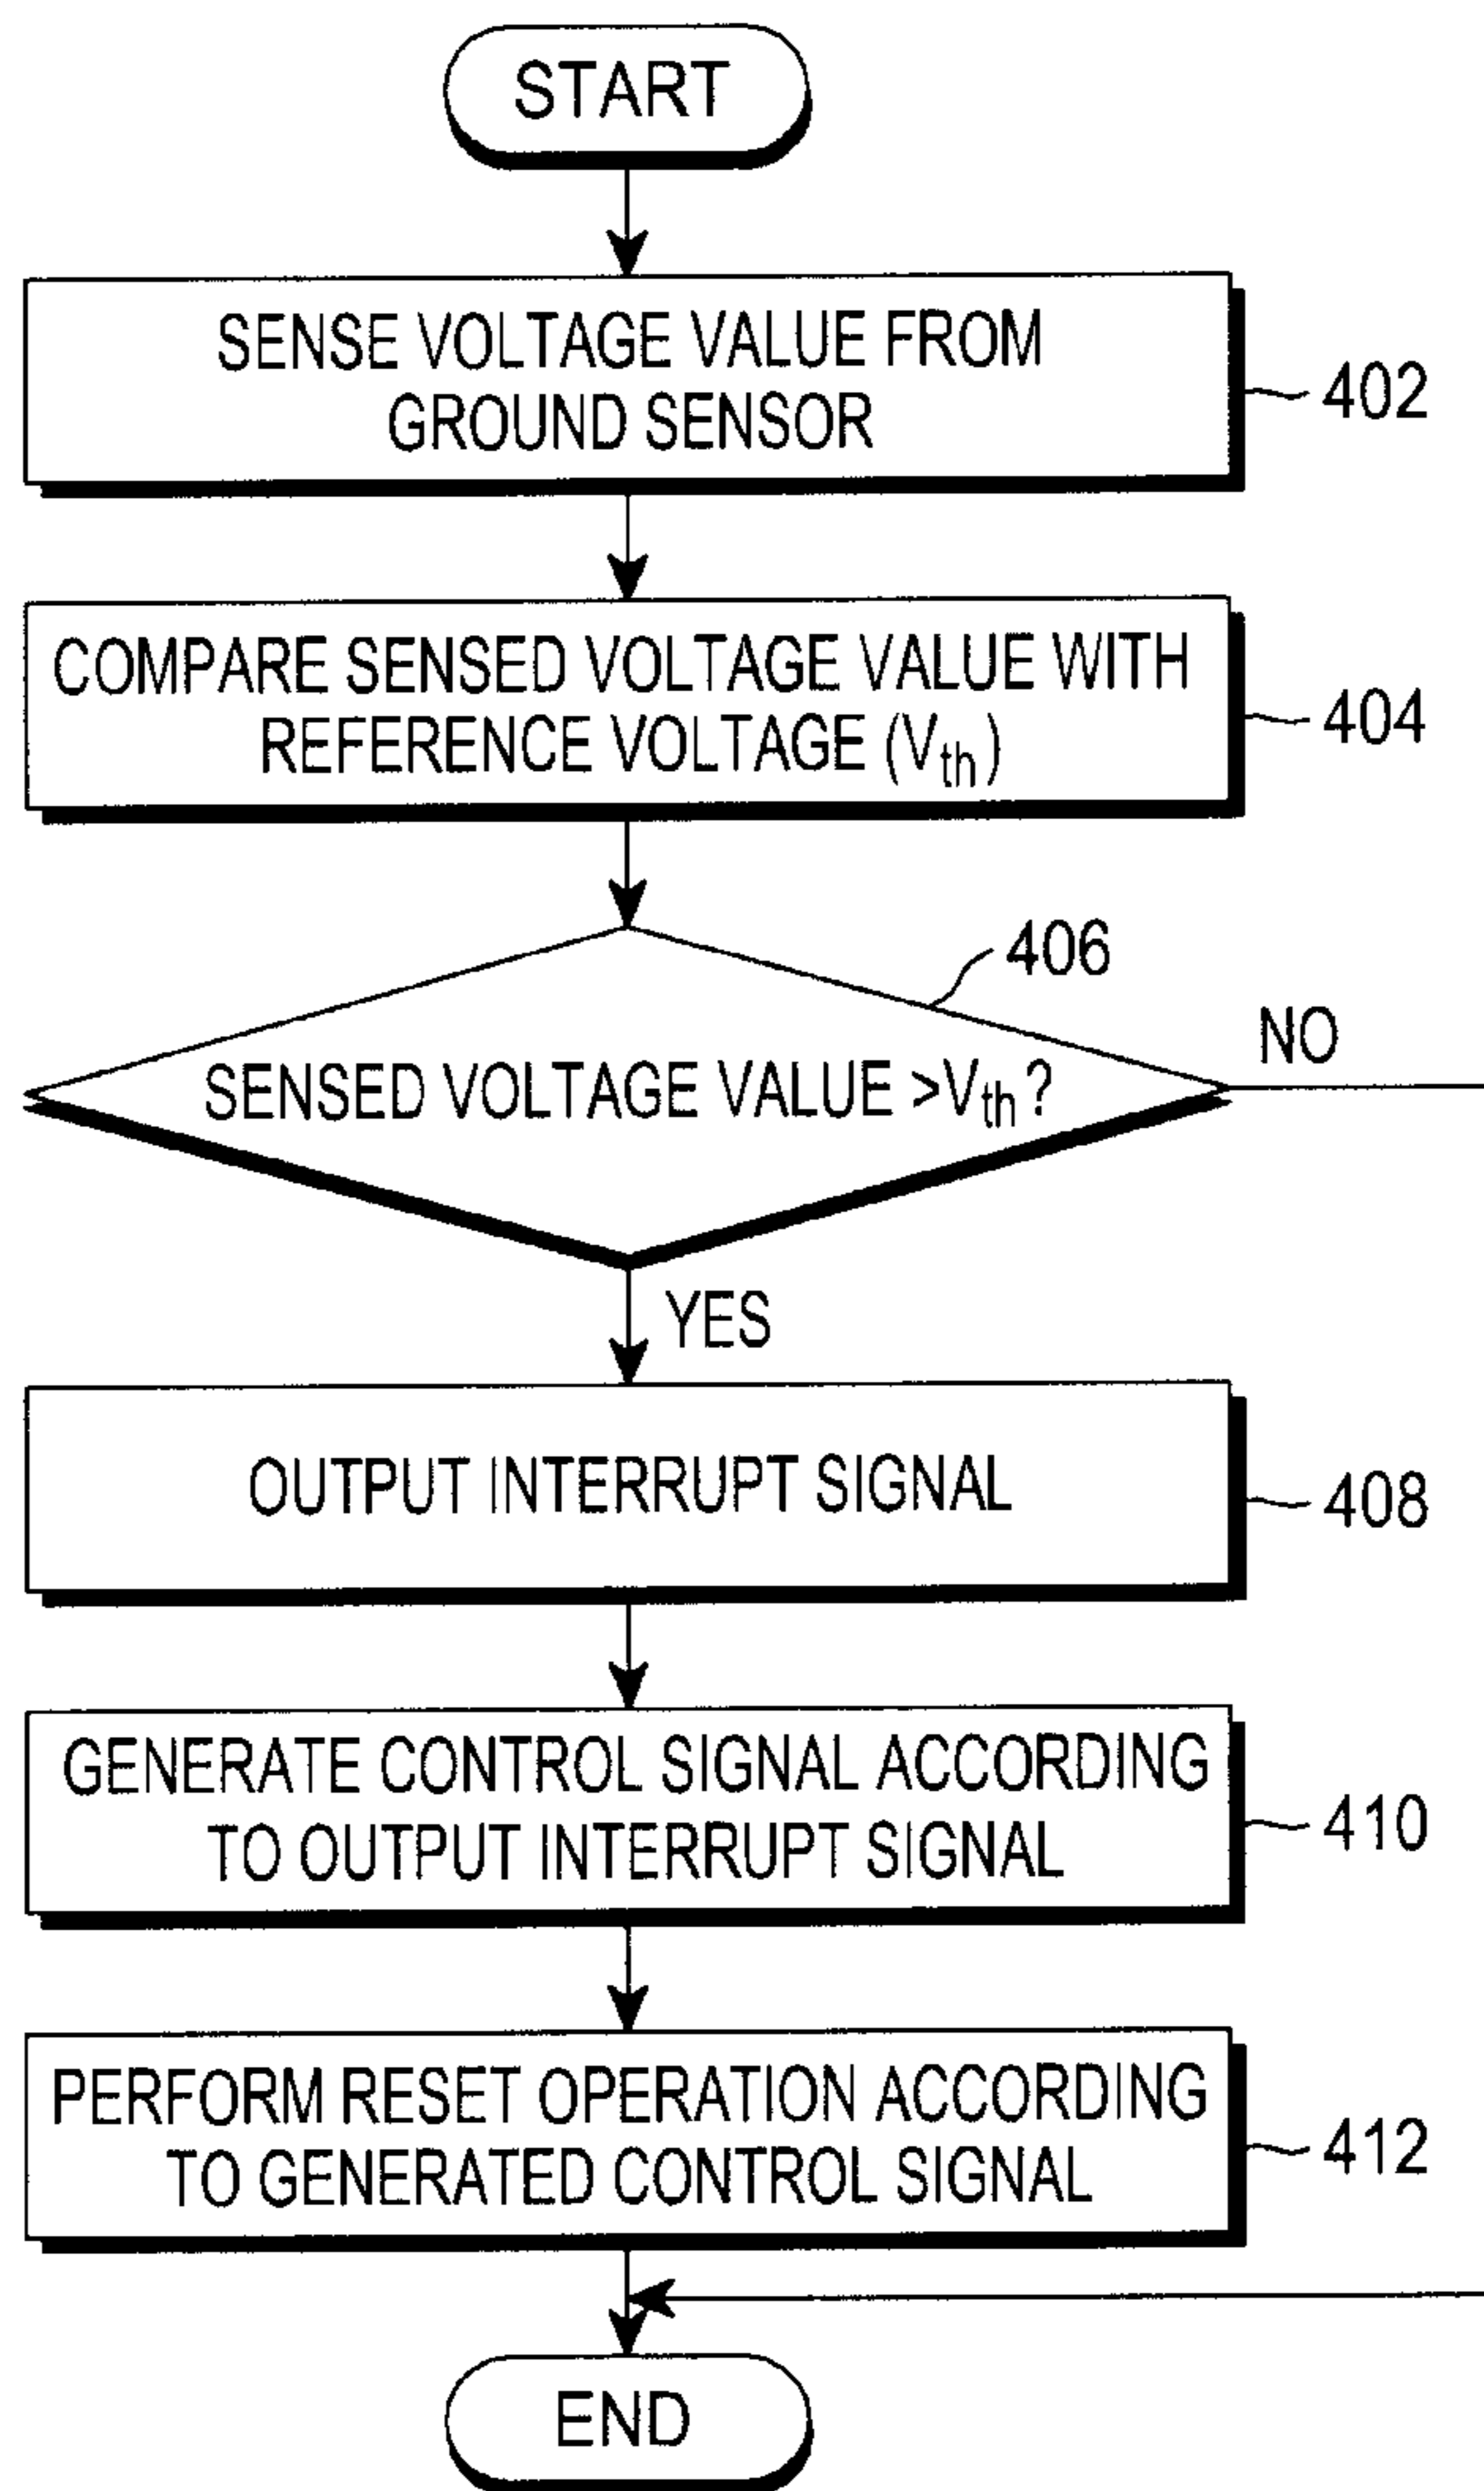 START
SENSE VOLTAGE VALUE FROM
GROUND SENSOR
402
COMPARE SENSED VOLTAGE VALUE WITH
REFERENCE VOLTAGE (Vth)
404
406
SENSED VOLTAGE VALUE >Vth?
NO
YES
OUTPUT INTERRUPT SIGNAL
408
GENERATE CONTROL SIGNAL ACCORDING
TO OUTPUT INTERRUPT SIGNAL
410
PERFORM RESET OPERATION ACCORDING
TO GENERATED CONTROL SIGNAL
412
END